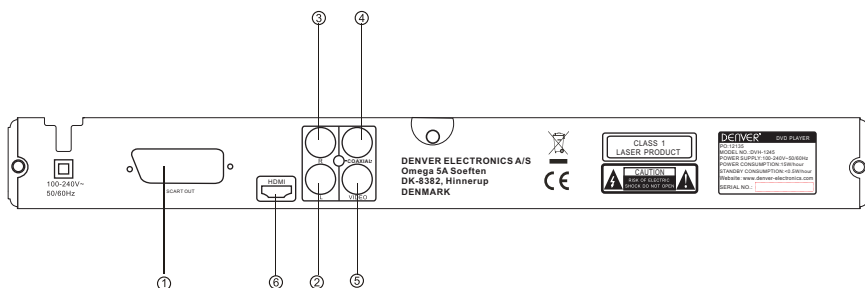 ③
④
100-240V~
50/60Hz
SCART OUT
HDMI
R
COAXIAL
L
VIDEO
DENVER ELECTRONICS A/S
Omega 5A Soeften
DK-8382, Hinnerup
DENMARK
CE
CLASS 1
LASER PRODUCT
CAUTION
RISK OF ELECTRIC
SHOCK DO NOT OPEN
DENVER® DVD PLAYER
PO:12135
MODEL NO.:DVH-1245
POWER SUPPLY:100-240V~50/60Hz
POWER CONSUMPTION:15W/hour
STANDBY CONSUMPTION:<0.5W/hour
Website: www.denver-electronics.com
SERIAL NO.:
①
⑥
②
⑤